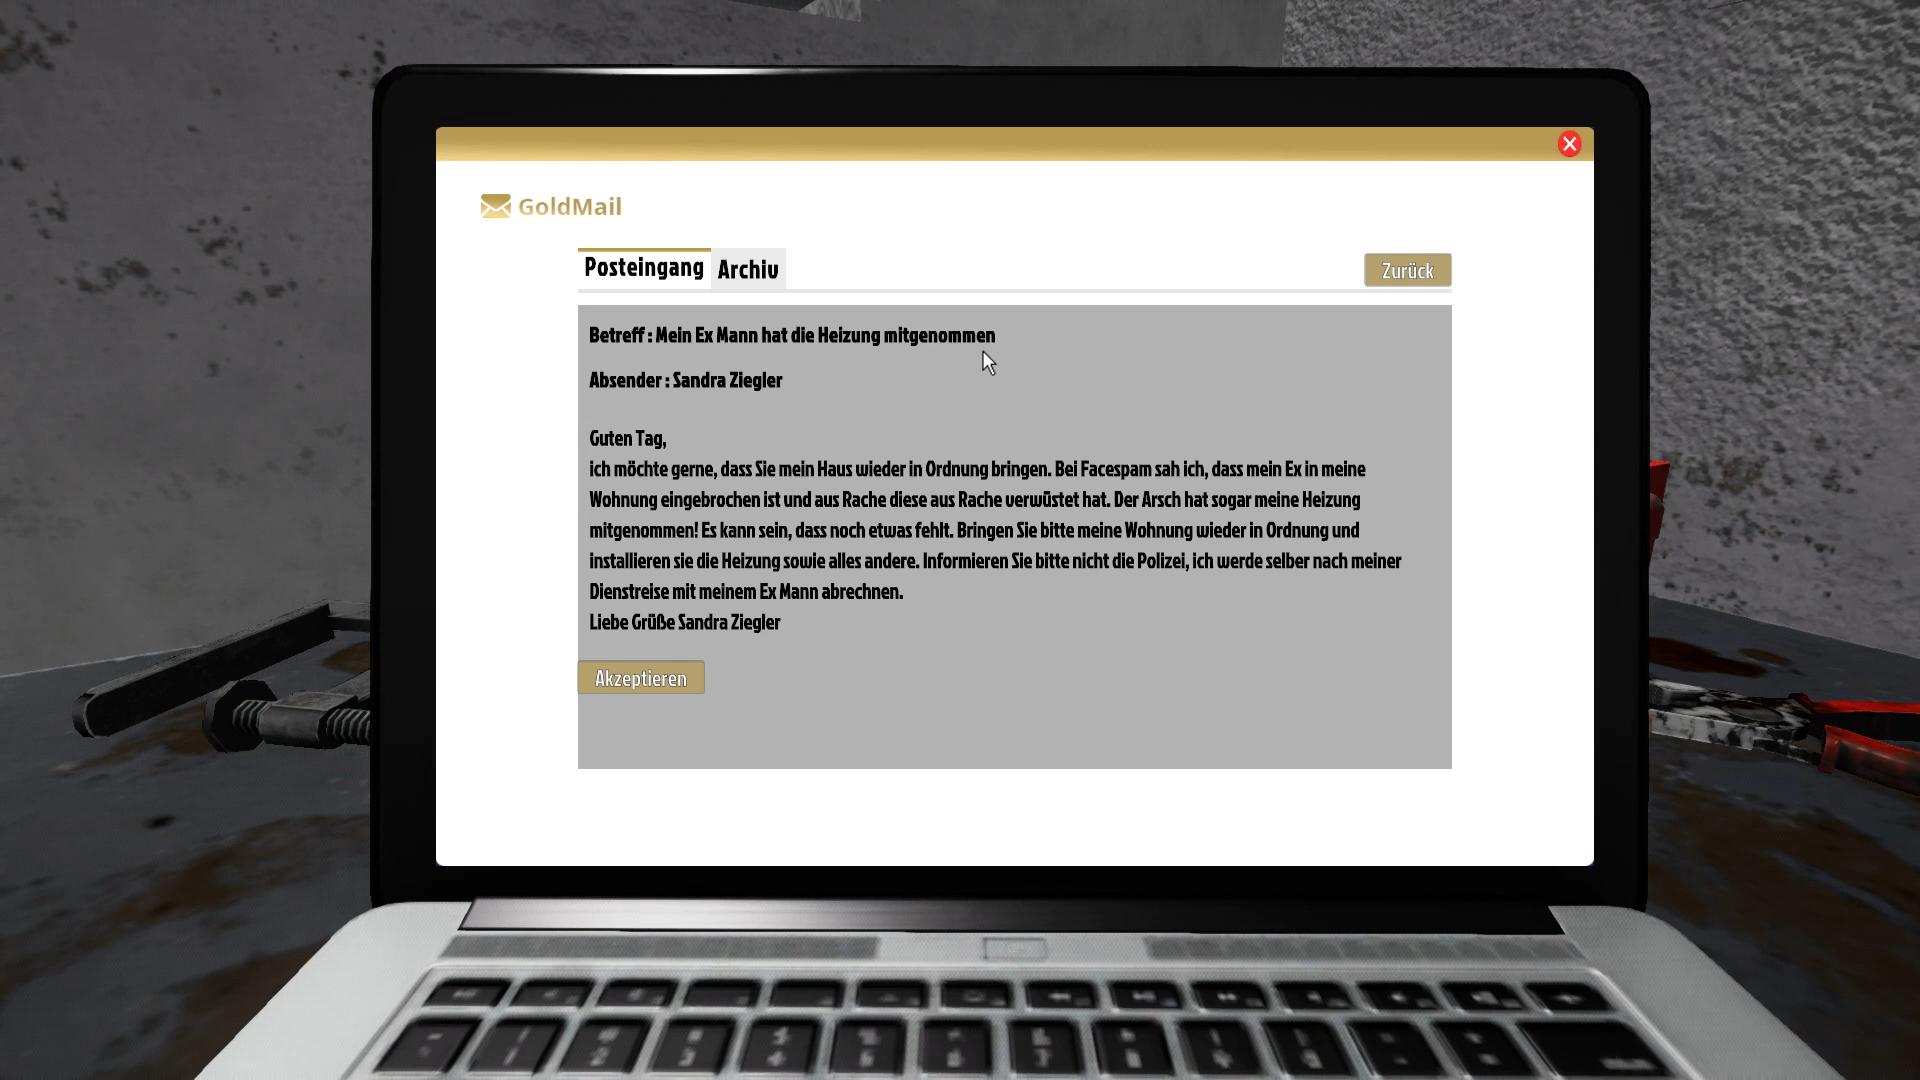 GoldMail
Posteingang
Archiv
Zurück
Betreff : Mein Ex Mann hat die Heizung mitgenommen
Absender : Sandra Ziegler
Guten Tag,
ich möchte gerne, dass Sie mein Haus wieder in Ordnung bringen. Bei Facespam sah ich, dass mein Ex in meine
Wohnung eingebrochen ist und aus Rache diese aus Rache verwüstet hat. Der Arsch hat sogar meine Heizung
mitgenommen! Es kann sein, dass noch etwas fehlt. Bringen Sie bitte meine Wohnung wieder in Ordnung und
installieren sie die Heizung sowie alles andere. Informieren Sie bitte nicht die Polizei, ich werde selber nach meiner
Dienstreise mit meinem Ex Mann abrechnen.
Liebe Grüße Sandra Ziegler
Akzeptieren